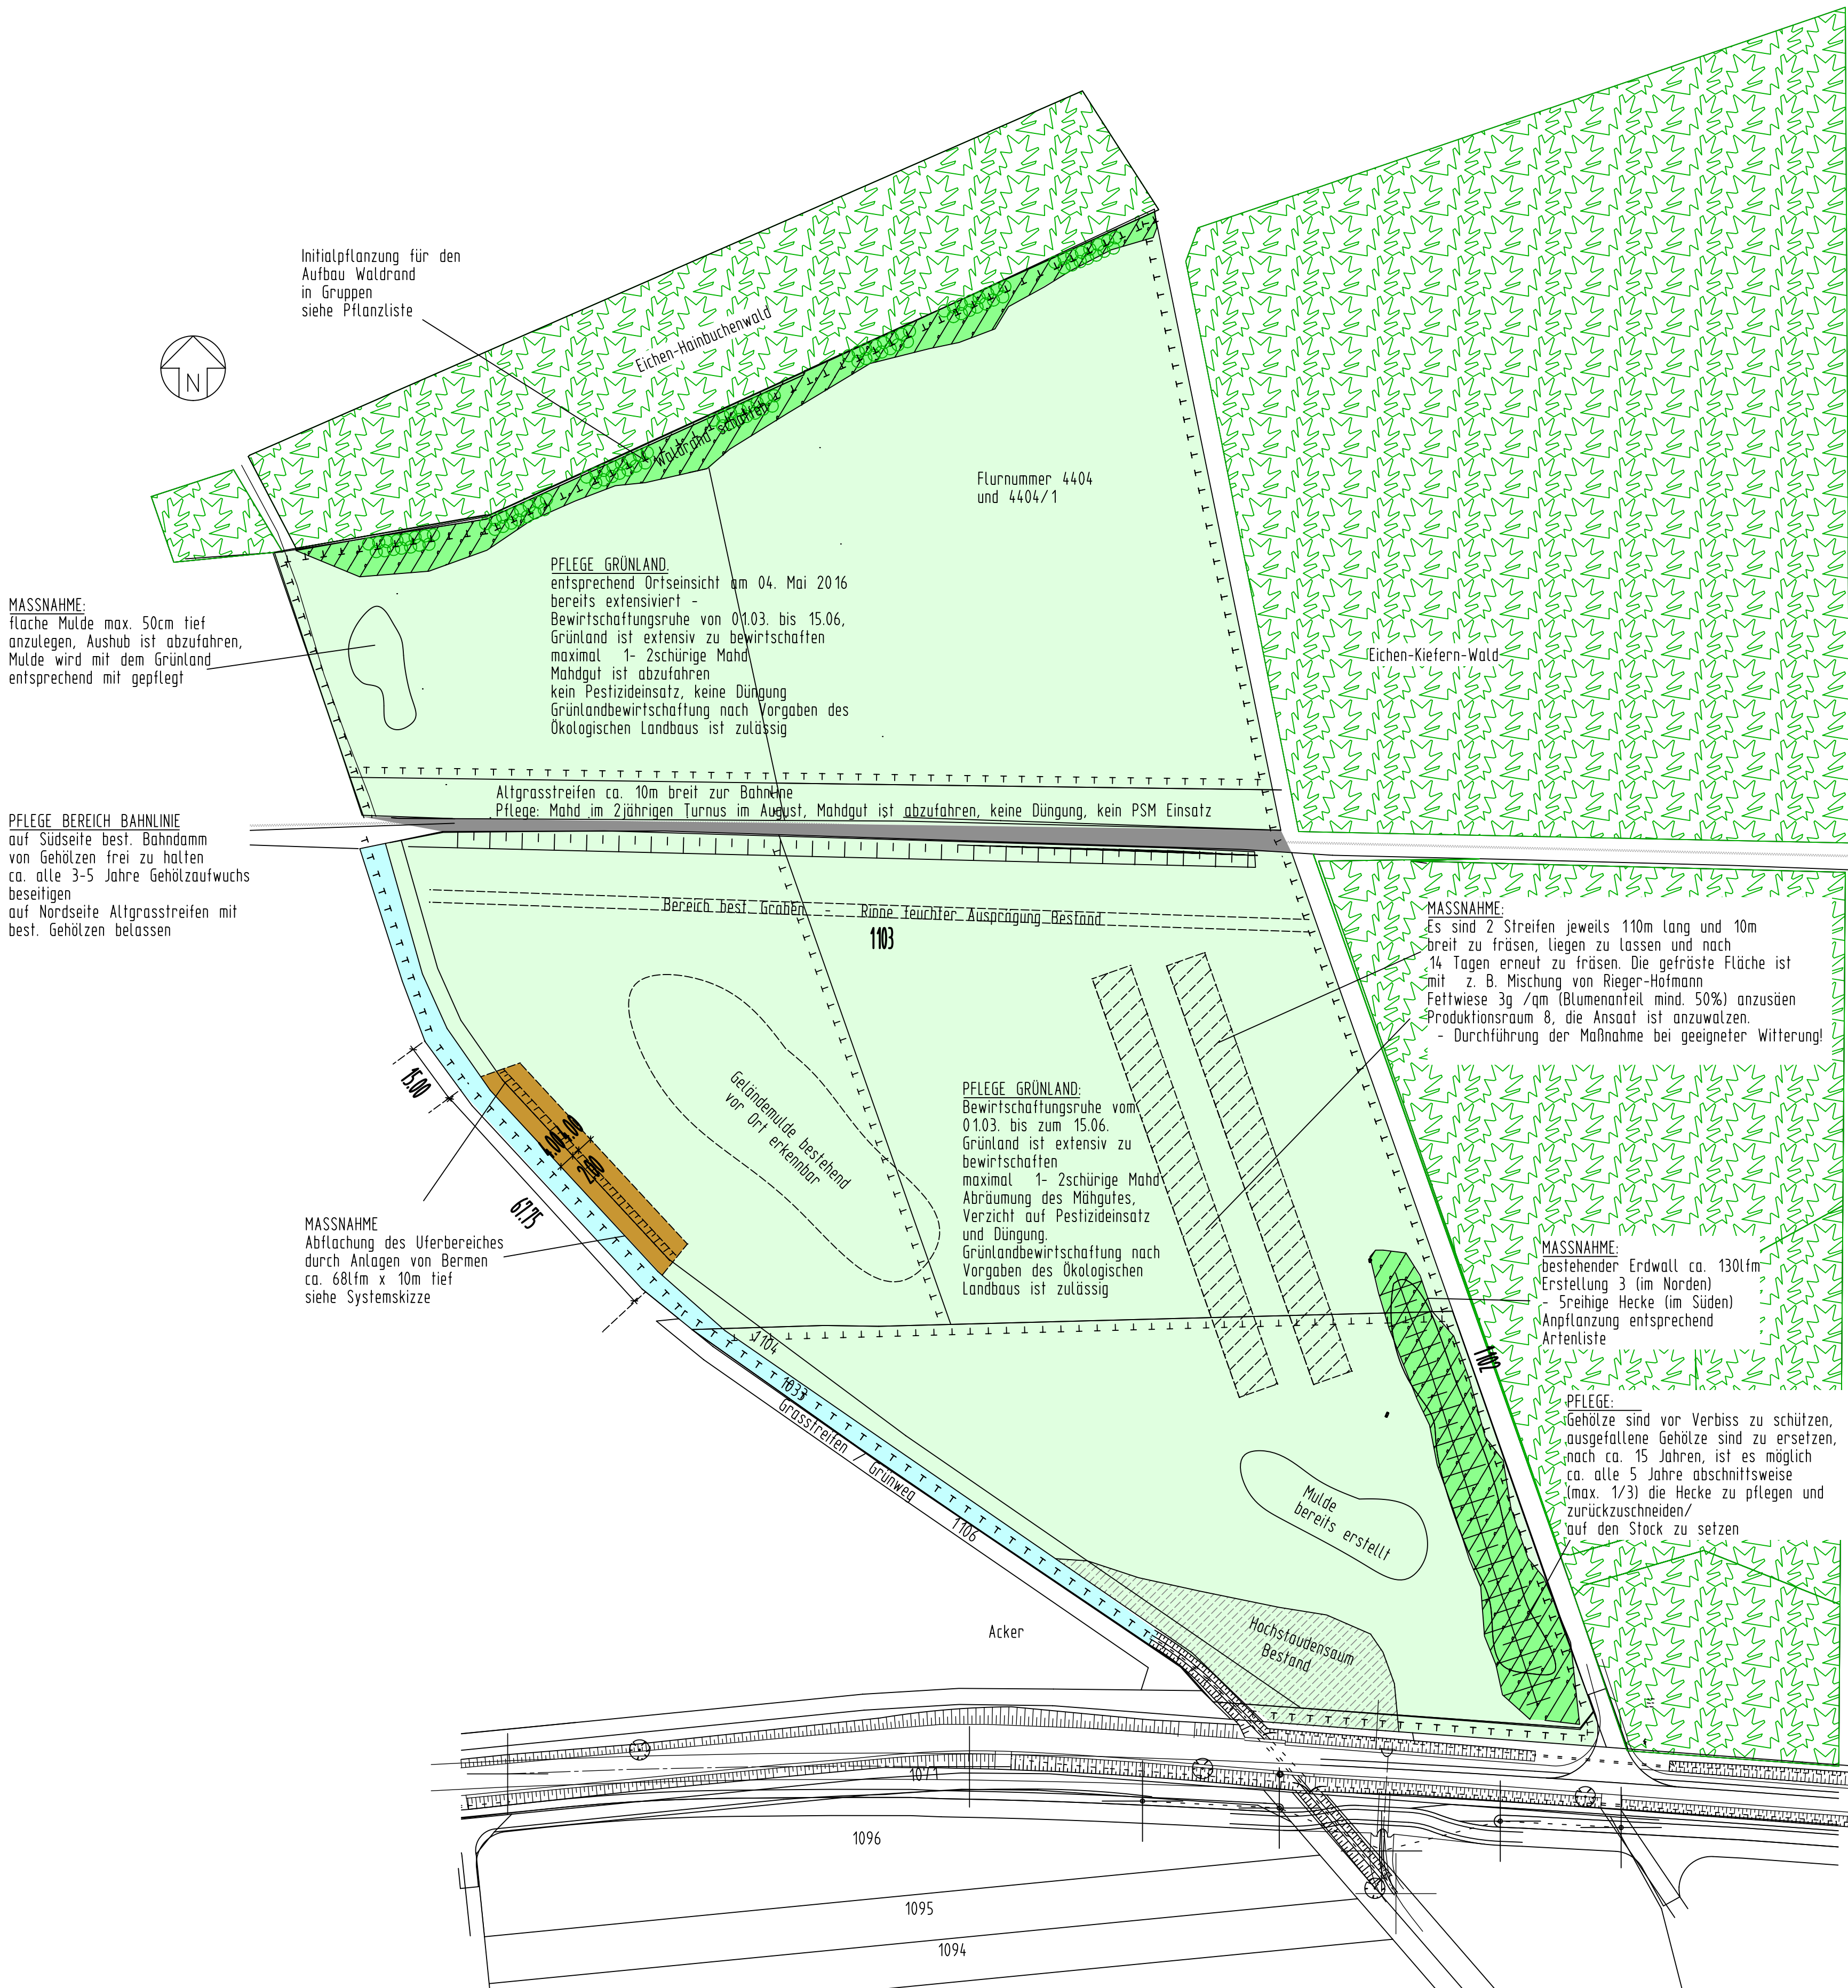 Initialpflanzung für den
Aufbau Waldrand
in Gruppen
siehe Pflanzliste
Eichen-Hainbuchenwald
N
Waldrand schaffen
Flurnummer 4404
und 4404/1
PFLEGE GRÜNLAND:
entsprechend Ortseinsicht am 04. Mai 2016
bereits extensiviert -
Bewirtschaftungsruhe von 01.03. bis 15.06,
Grünland ist extensiv zu bewirtschaften
maximal 1- 2schürige Mahd
Mahdgut ist abzufahren
kein Pestizideinsatz, keine Düngung
Grünlandbewirtschaftung nach Vorgaben des
Ökologischen Landbaus ist zulässig
MASSNAHME:
flache Mulde max. 50cm tief
anzulegen, Aushub ist abzufahren,
Mulde wird mit dem Grünland
entsprechend mit gepflegt
Eichen-Kiefern-Wald
Altgrasstreifen ca. 10m breit zur Bahnlinie
Pflege: Mahd im 2jährigen Turnus im August, Mahdgut ist abzufahren, keine Düngung, kein PSM Einsatz
PFLEGE BEREICH BAHNLINIE
auf Südseite best. Bahndamm
von Gehölzen frei zu halten
ca. alle 3-5 Jahre Gehölzaufwuchs
beseitigen
auf Nordseite Altgrasstreifen mit
best. Gehölzen belassen
Bereich best. Graben - Rinne feuchter Ausprägung Bestand
1103
MASSNAHME:
Es sind 2 Streifen jeweils 110m lang und 10m
breit zu fräsen, liegen zu lassen und nach
14 Tagen erneut zu fräsen. Die gefräste Fläche ist
mit z. B. Mischung von Rieger-Hofmann
Fettwiese 3g /qm (Blumenanteil mind. 50%) anzusäen
Produktionsraum 8, die Ansaat ist anzuwalzen.
- Durchführung der Maßnahme bei geeigneter Witterung!
15.00
4.00
4.00
2.00
67.75
Geländemulde bestehend
vor Ort erkennbar
PFLEGE GRÜNLAND:
Bewirtschaftungsruhe vom
01.03. bis zum 15.06.
Grünland ist extensiv zu
bewirtschaften
maximal 1- 2schürige Mahd
Abräumung des Mähgutes,
Verzicht auf Pestizideinsatz
und Düngung.
Grünlandbewirtschaftung nach
Vorgaben des Ökologischen
Landbaus ist zulässig
MASSNAHME
Abflachung des Uferbereiches
durch Anlagen von Bermen
ca. 68lfm x 10m tief
siehe Systemskizze
MASSNAHME:
bestehender Erdwall ca. 130lfm
Erstellung 3 (im Norden)
- 5reihige Hecke (im Süden)
Anpflanzung entsprechend
Artenliste
1102
1104
1033
Grasstreifen / Grünweg
1106
PFLEGE:
Gehölze sind vor Verbiss zu schützen,
ausgefallene Gehölze sind zu ersetzen,
nach ca. 15 Jahren, ist es möglich
ca. alle 5 Jahre abschnittsweise
(max. 1/3) die Hecke zu pflegen und
zurückzuschneiden/
auf den Stock zu setzen
Mulde
bereits erstellt
Acker
Hochstaudensaum
Bestand
1071
1096
1095
1094